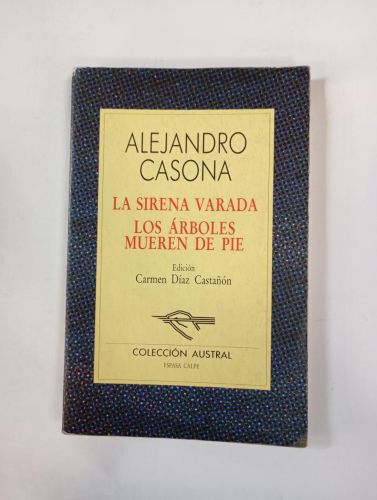 ALEJANDRO
CASONA
LA SIRENA VARADA
LOS ÁRBOLES
MUEREN DE PIE
Edición
Carmen Díaz Castañón
COLECCIÓN AUSTRAL
ESPASA CALPE